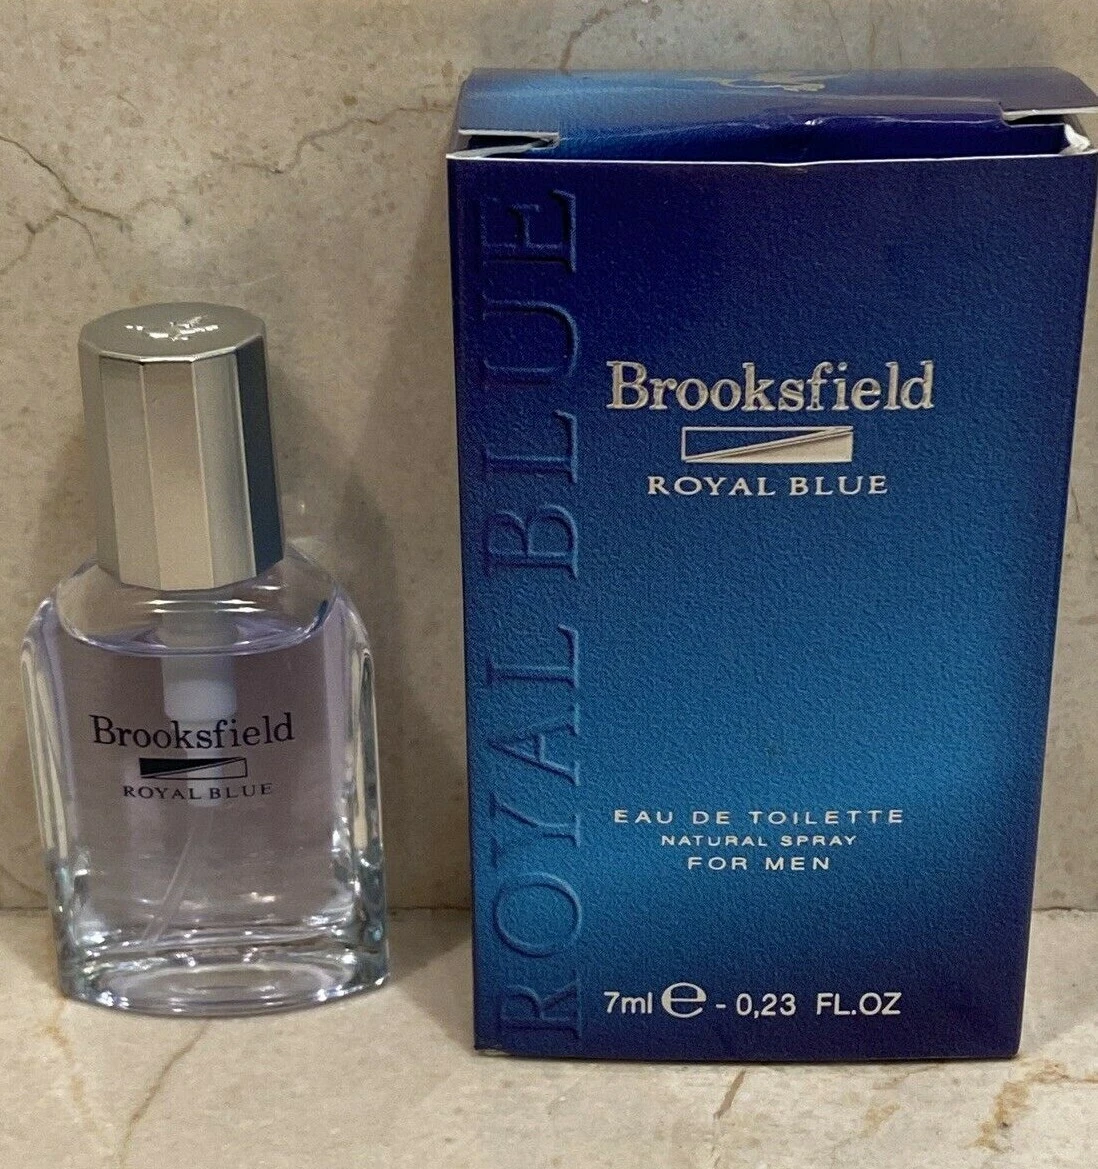 Brooksfield
ROYAL BLUE
ROYAL BLUE
Brooksfield
ROYAL BLUE
EAU DE TOILETTE
NATURAL SPRAY
FOR MEN
7ml ℮ - 0,23 FL.OZ